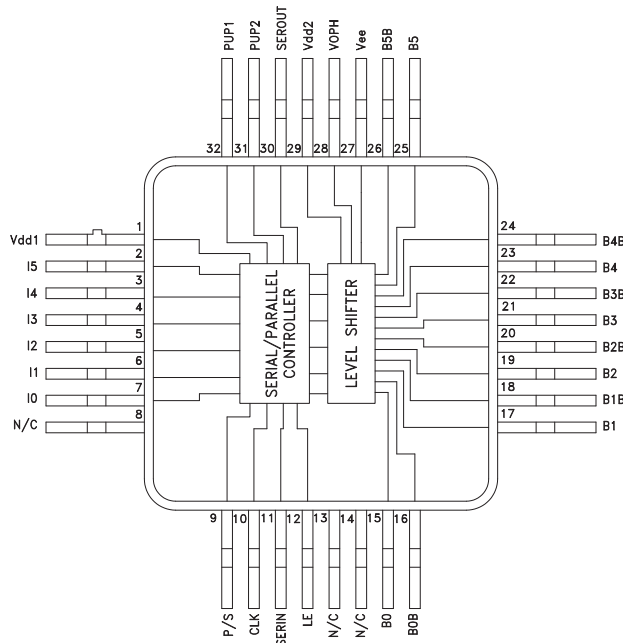 PUP1
PUP2
SEROUT
Vdd2
VOPH
Vee
B5B
B5
32
31
30
29
28
27
26
25
Vdd1
I5
I4
I3
I2
I1
I0
N/C
1
2
3
4
5
6
7
8
SERIAL/PARALLEL
CONTROLLER
LEVEL SHIFTER
24
23
22
21
20
19
18
17
B4B
B4
B3B
B3
B2B
B2
B1B
B1
9
10
11
12
13
14
15
16
P/S
CLK
SERIN
LE
N/C
N/C
B0
B0B